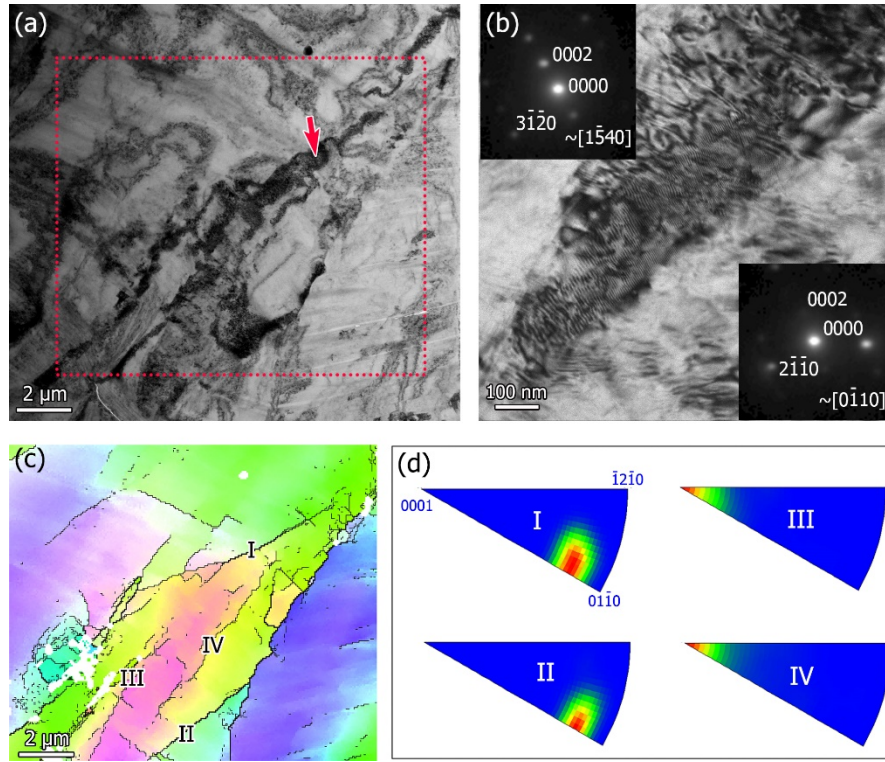 (a)
2 μm
(b)
0002
0000
31̄2̄0
~[15̄40]
0002
0000
21̄1̄0
~[01̄10]
100 nm
(c)
I
IV
III
II
2 μm
(d)
1̄21̄0
0001
I
III
011̄0
II
IV